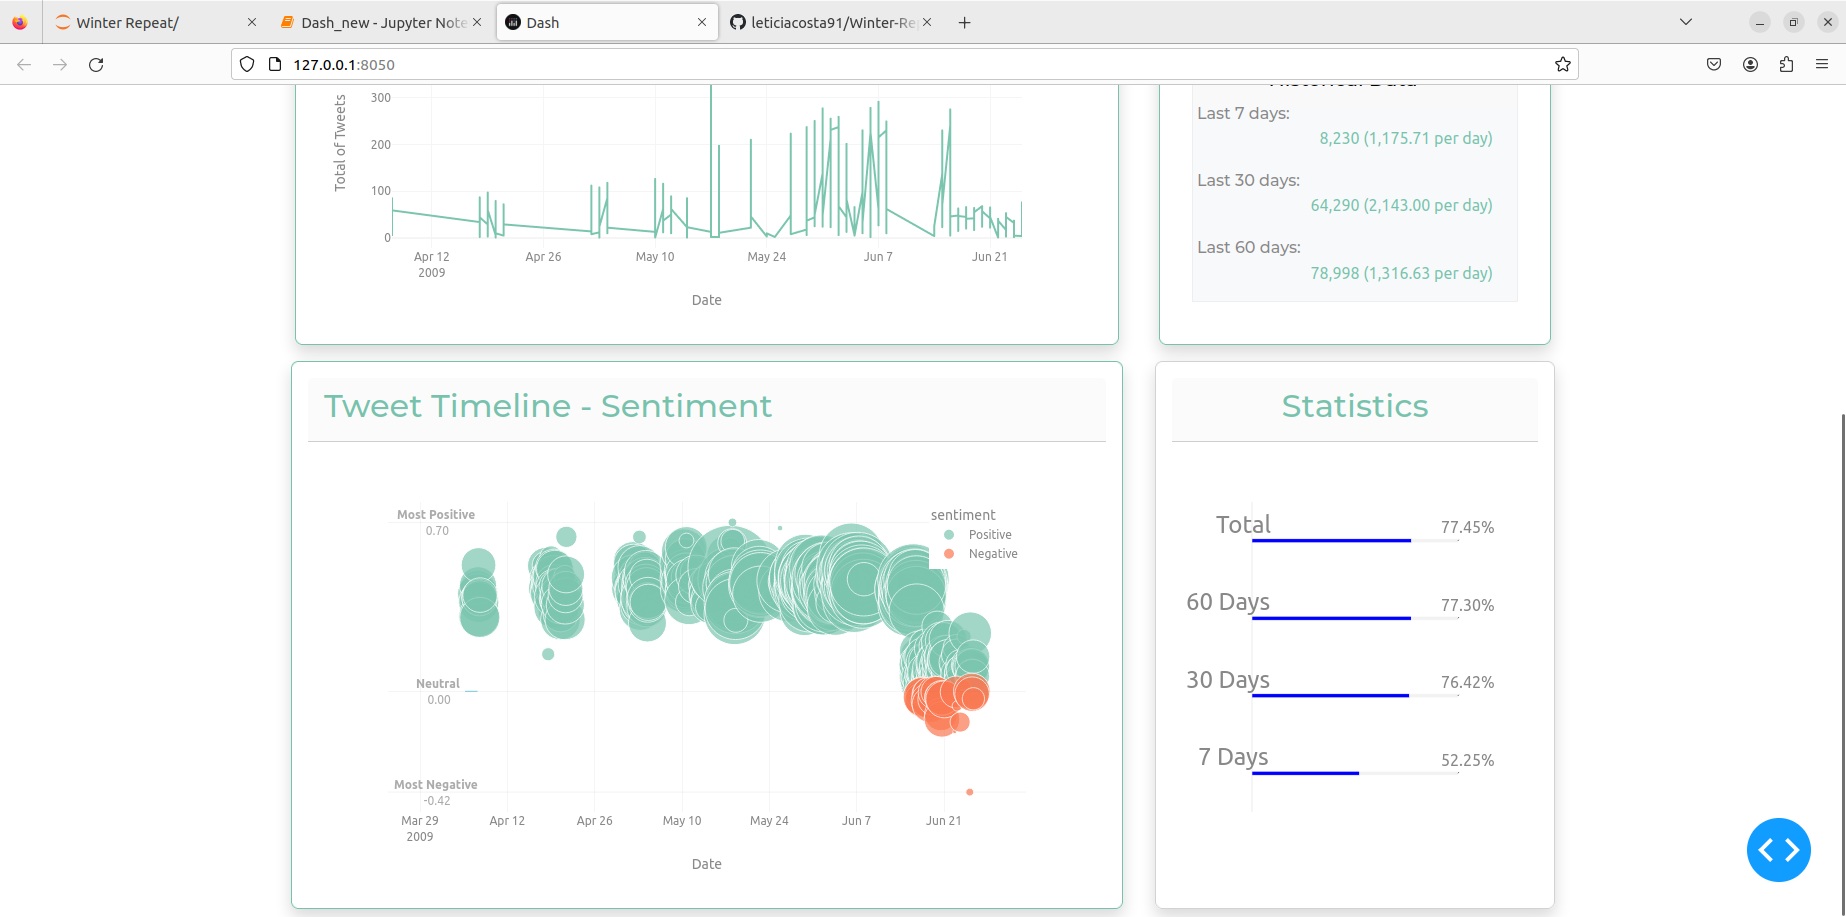 Winter Repeat/
Dash_new - Jupyter Note
Dash
leticiacosta91/Winter-Re
127.0.0.1:8050
Total of Tweets
300
200
100
0
Apr 12
2009
Apr 26
May 10
May 24
Jun 7
Jun 21
Date
Historical Data
Last 7 days:
8,230 (1,175.71 per day)
Last 30 days:
64,290 (2,143.00 per day)
Last 60 days:
78,998 (1,316.63 per day)
Tweet Timeline - Sentiment
Most Positive
0.70
Neutral
0.00
Most Negative
-0.42
sentiment
Positive
Negative
Mar 29
2009
Apr 12
Apr 26
May 10
May 24
Jun 7
Jun 21
Date
Statistics
Total
77.45%
60 Days
77.30%
30 Days
76.42%
7 Days
52.25%